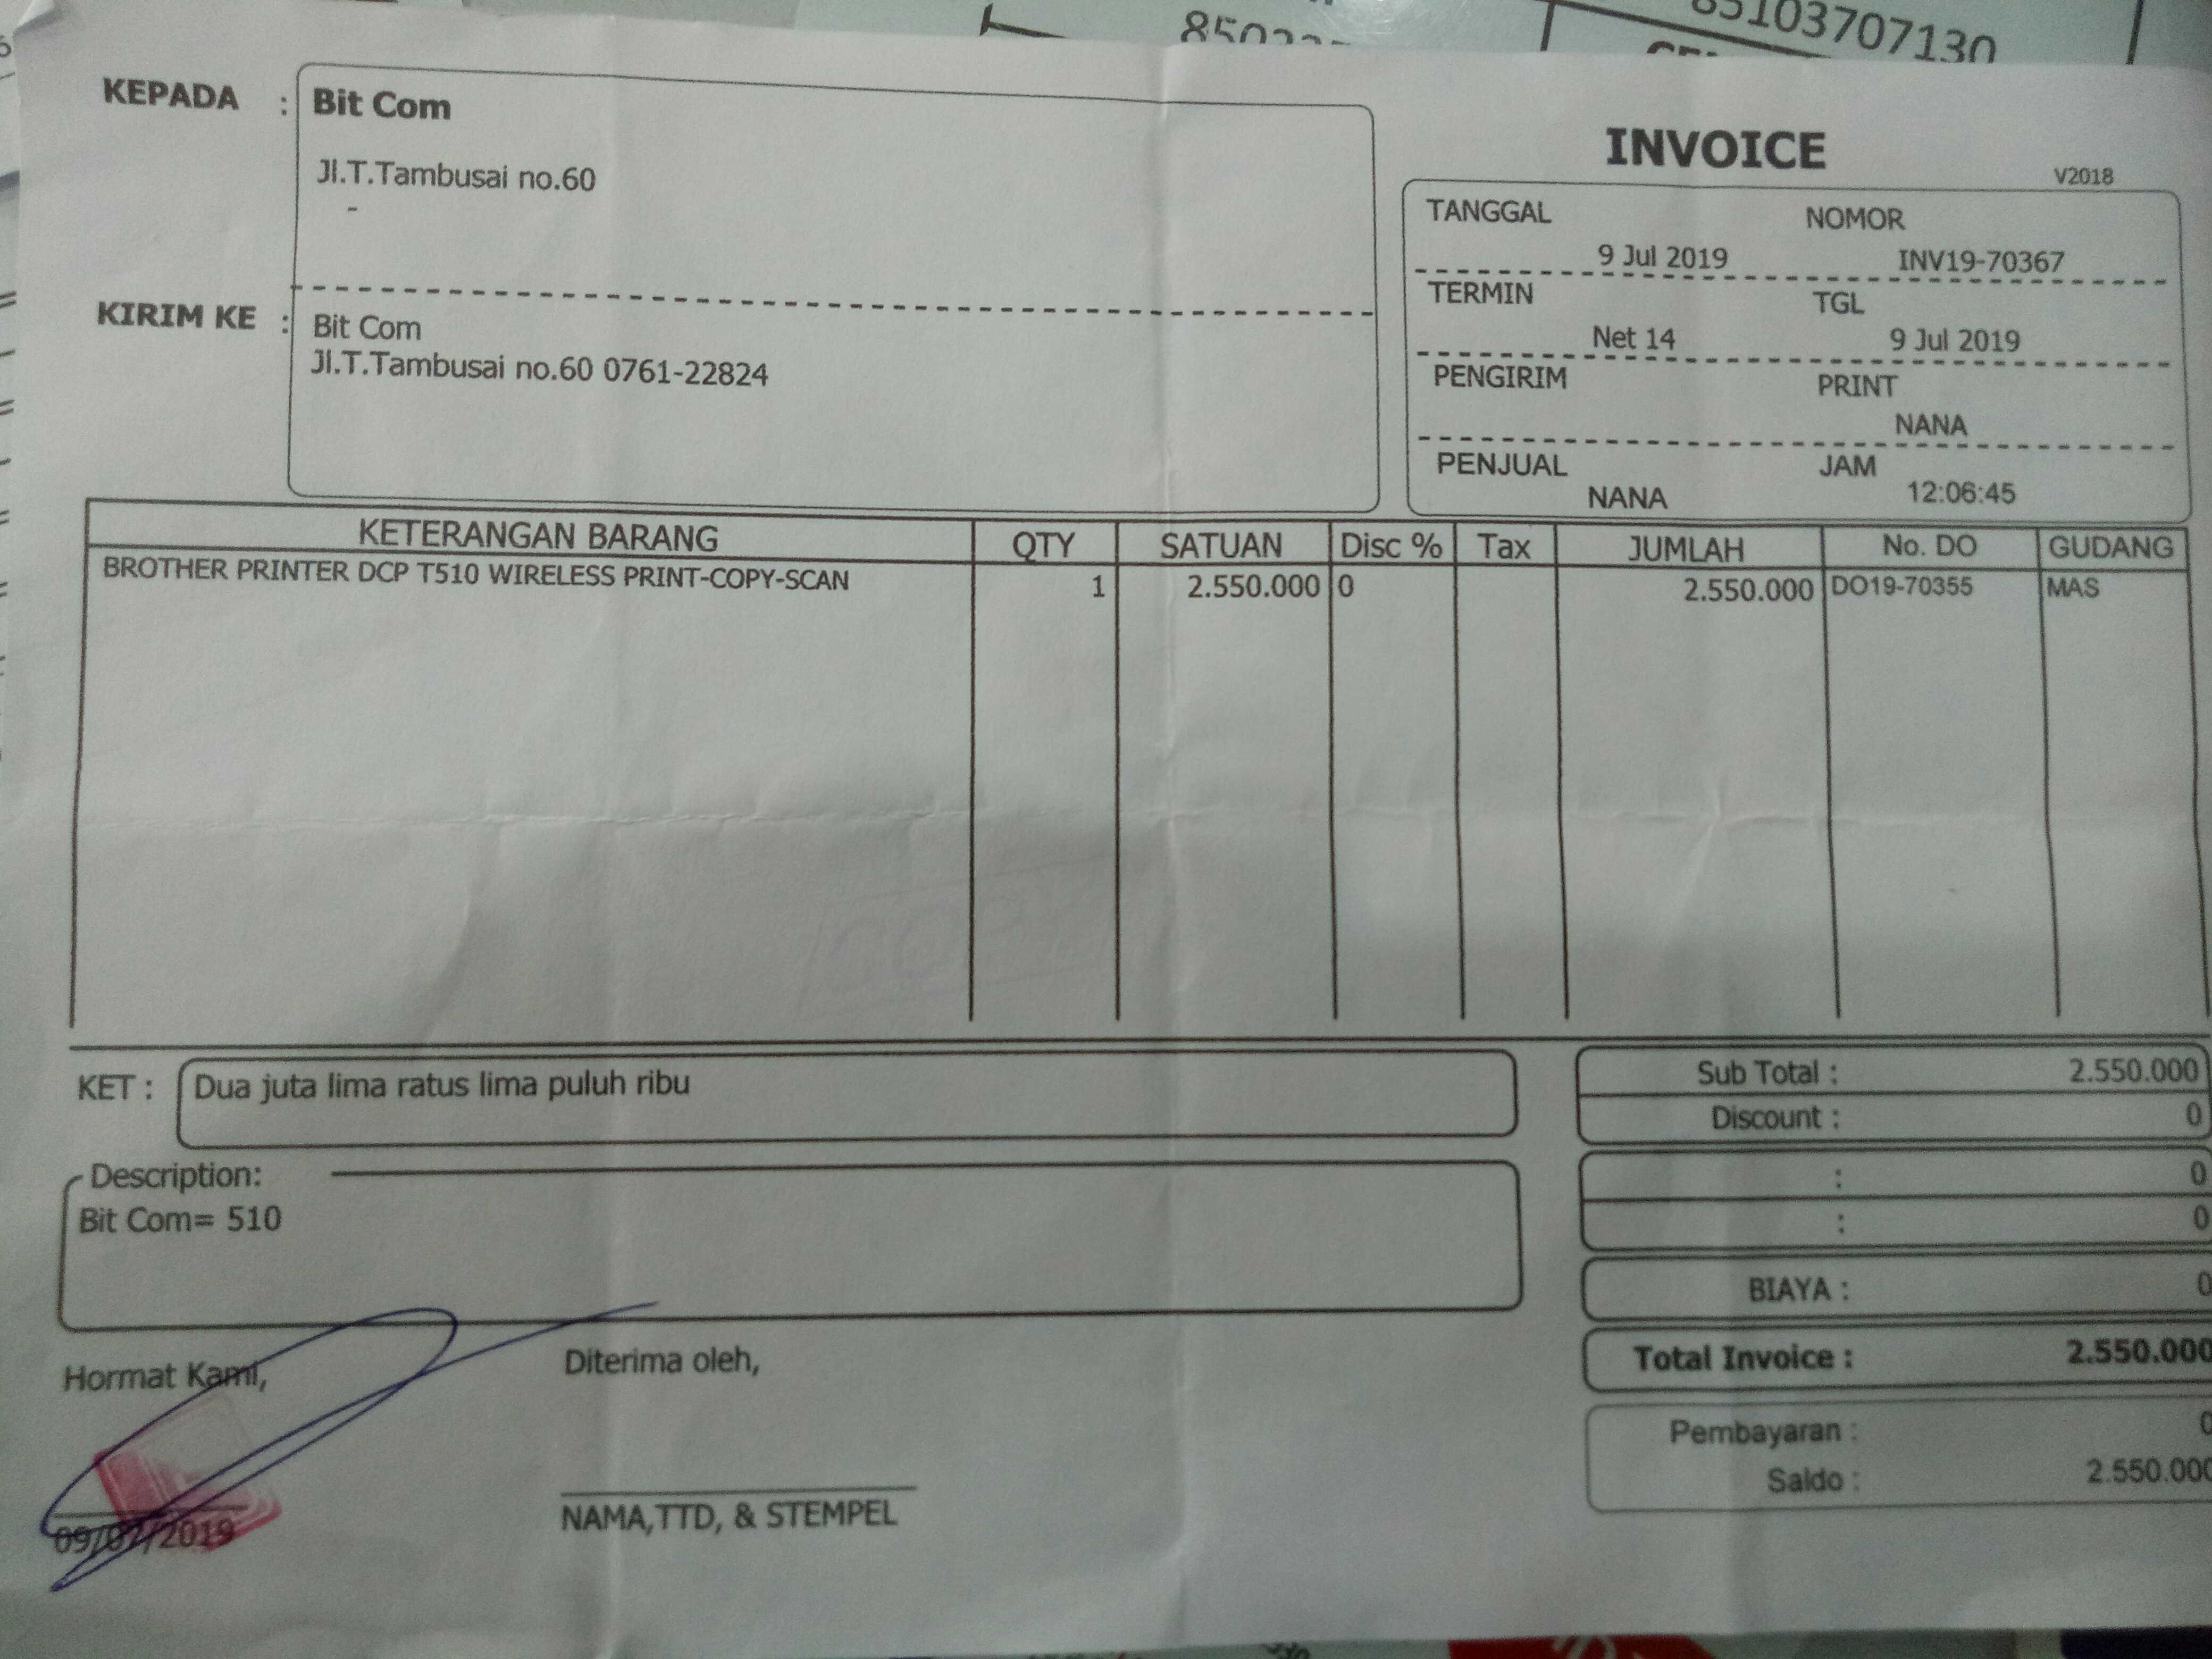 85103707130
KEPADA : Bit Com
Jl.T.Tambusai no.60
-
KIRIM KE : Bit Com
Jl.T.Tambusai no.60 0761-22824
INVOICE
V2018
TANGGAL NOMOR
9 Jul 2019 INV19-70367
TERMIN TGL
Net 14 9 Jul 2019
PENGIRIM PRINT
NANA
PENJUAL JAM
NANA 12:06:45
KETERANGAN BARANG QTY SATUAN Disc % Tax JUMLAH No. DO GUDANG
BROTHER PRINTER DCP T510 WIRELESS PRINT-COPY-SCAN 1 2.550.000 0 2.550.000 DO19-70355 MAS
KET : Dua juta lima ratus lima puluh ribu
Description:
Bit Com= 510
Sub Total : 2.550.000
Discount : 0
: 0
: 0
BIAYA : 0
Total Invoice : 2.550.000
Pembayaran : 0
Saldo : 2.550.000
Hormat Kami,
09/07/2019
Diterima oleh,
NAMA,TTD, & STEMPEL